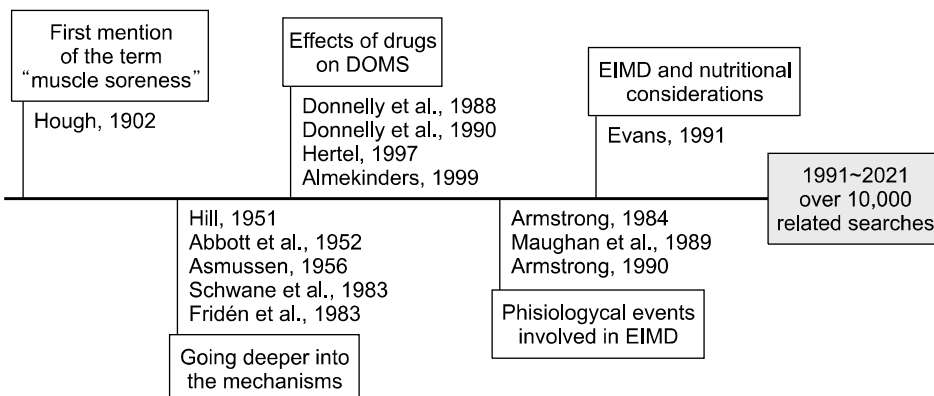 First mention
of the term
“muscle soreness”
Hough, 1902
Hill, 1951
Abbott et al., 1952
Asmussen, 1956
Schwane et al., 1983
Fridén et al., 1983
Going deeper into
the mechanisms
Effects of drugs
on DOMS
Donnelly et al., 1988
Donnelly et al., 1990
Hertel, 1997
Almekinders, 1999
Armstrong, 1984
Maughan et al., 1989
Armstrong, 1990
Phisiologycal events
involved in EIMD
EIMD and nutritional
considerations
Evans, 1991
1991~2021
over 10,000
related searches